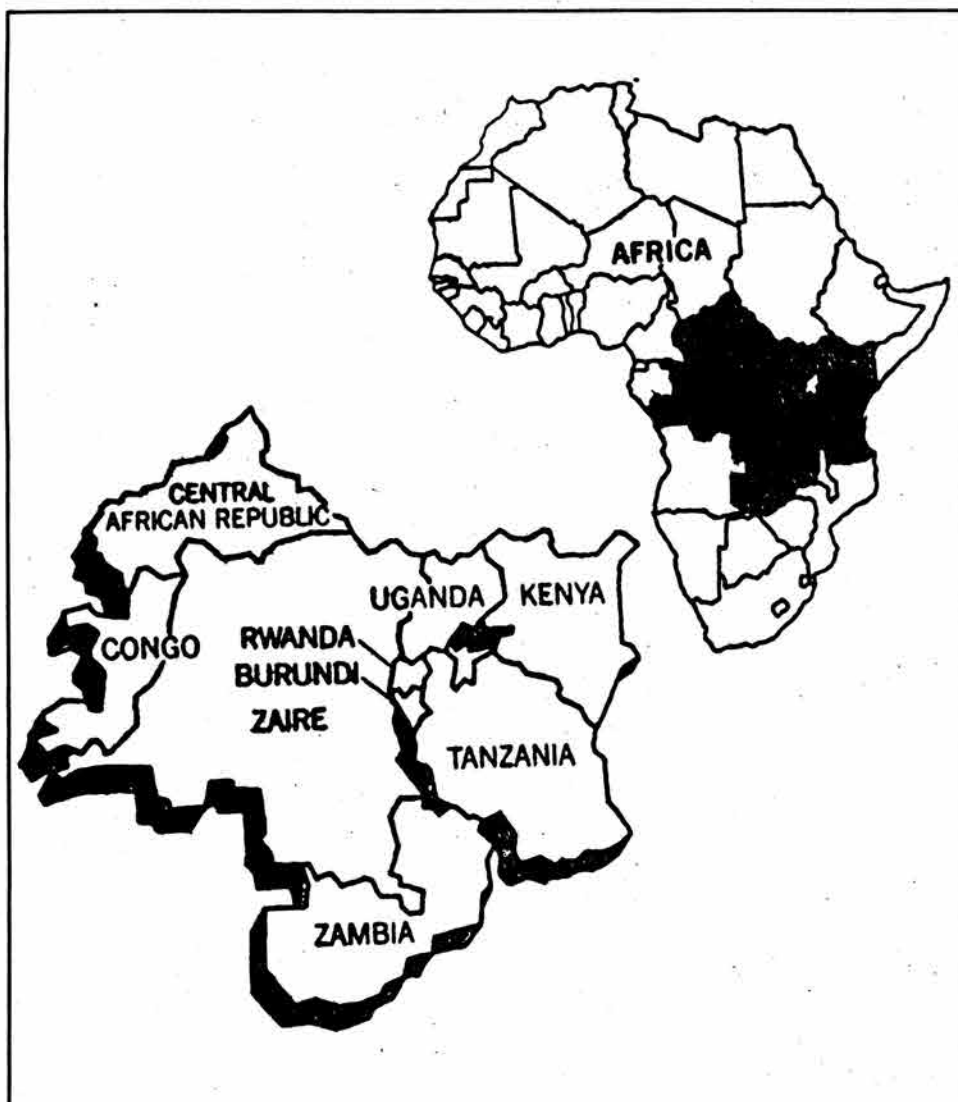 AFRICA
CENTRAL
AFRICAN REPUBLIC
UGANDA
KENYA
CONGO
RWANDA
BURUNDI
ZAIRE
TANZANIA
ZAMBIA